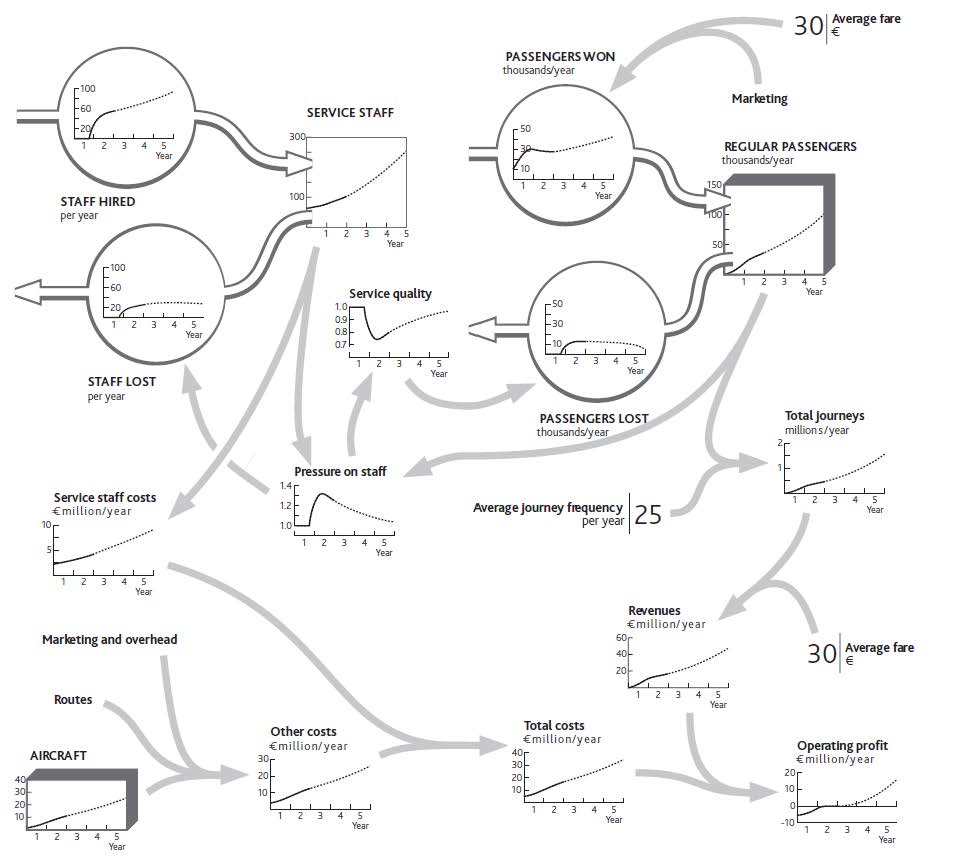 30
Average fare
€
PASSENGERS WON
thousands/year
50
30
10
1 2 3 4 5
Year
Marketing
REGULAR PASSENGERS
thousands/year
150
100
50
1 2 3 4 5
Year
100
60
20
1 2 3 4 5
Year
STAFF HIRED
per year
SERVICE STAFF
300
100
1 2 3 4 5
Year
100
60
20
1 2 3 4 5
Year
STAFF LOST
per year
Service quality
1.0
0.9
0.8
0.7
1 2 3 4 5
Year
50
30
10
1 2 3 4 5
Year
PASSENGERS LOST
thousands/year
Total journeys
millions/year
2
1
1 2 3 4 5
Year
Pressure on staff
1.4
1.2
1.0
1 2 3 4 5
Year
Average journey frequency
per year
25
Service staff costs
€million/year
10
5
1 2 3 4 5
Year
Revenues
€million/year
60
40
20
1 2 3 4 5
Year
30
Average fare
€
Marketing and overhead
Routes
AIRCRAFT
40
30
20
10
1 2 3 4 5
Year
Other costs
€million/year
30
20
10
1 2 3 4 5
Year
Total costs
€million/year
40
30
20
10
1 2 3 4 5
Year
Operating profit
€million/year
20
10
0
-10
1 2 3 4 5
Year